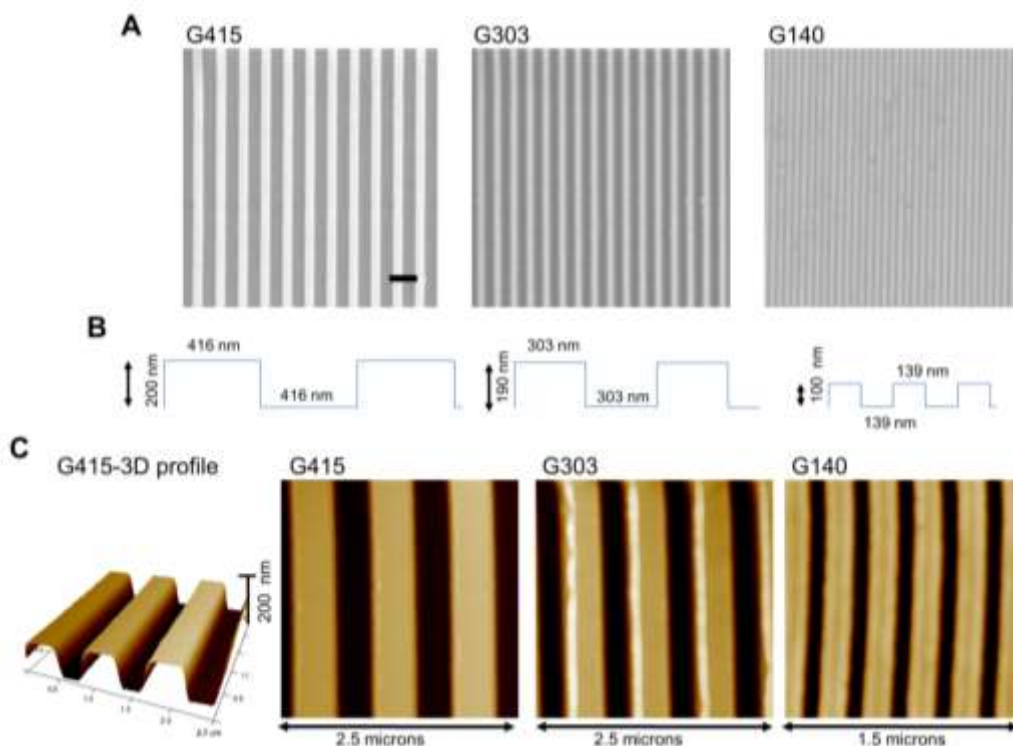 A
G415 G303 G140
B
416 nm 303 nm 139 nm
200 nm 190 nm 100 nm
416 nm 303 nm 139 nm
C
G415-3D profile G415 G303 G140
200 nm
2.5 microns 2.5 microns 1.5 microns